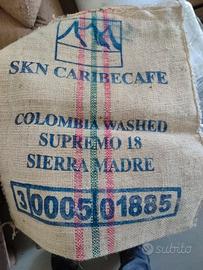 SKN CARIBECAFE
COLOMBIA WASHED
SUPREMO 18
SIERRA MADRE
3 0005 01885
subito